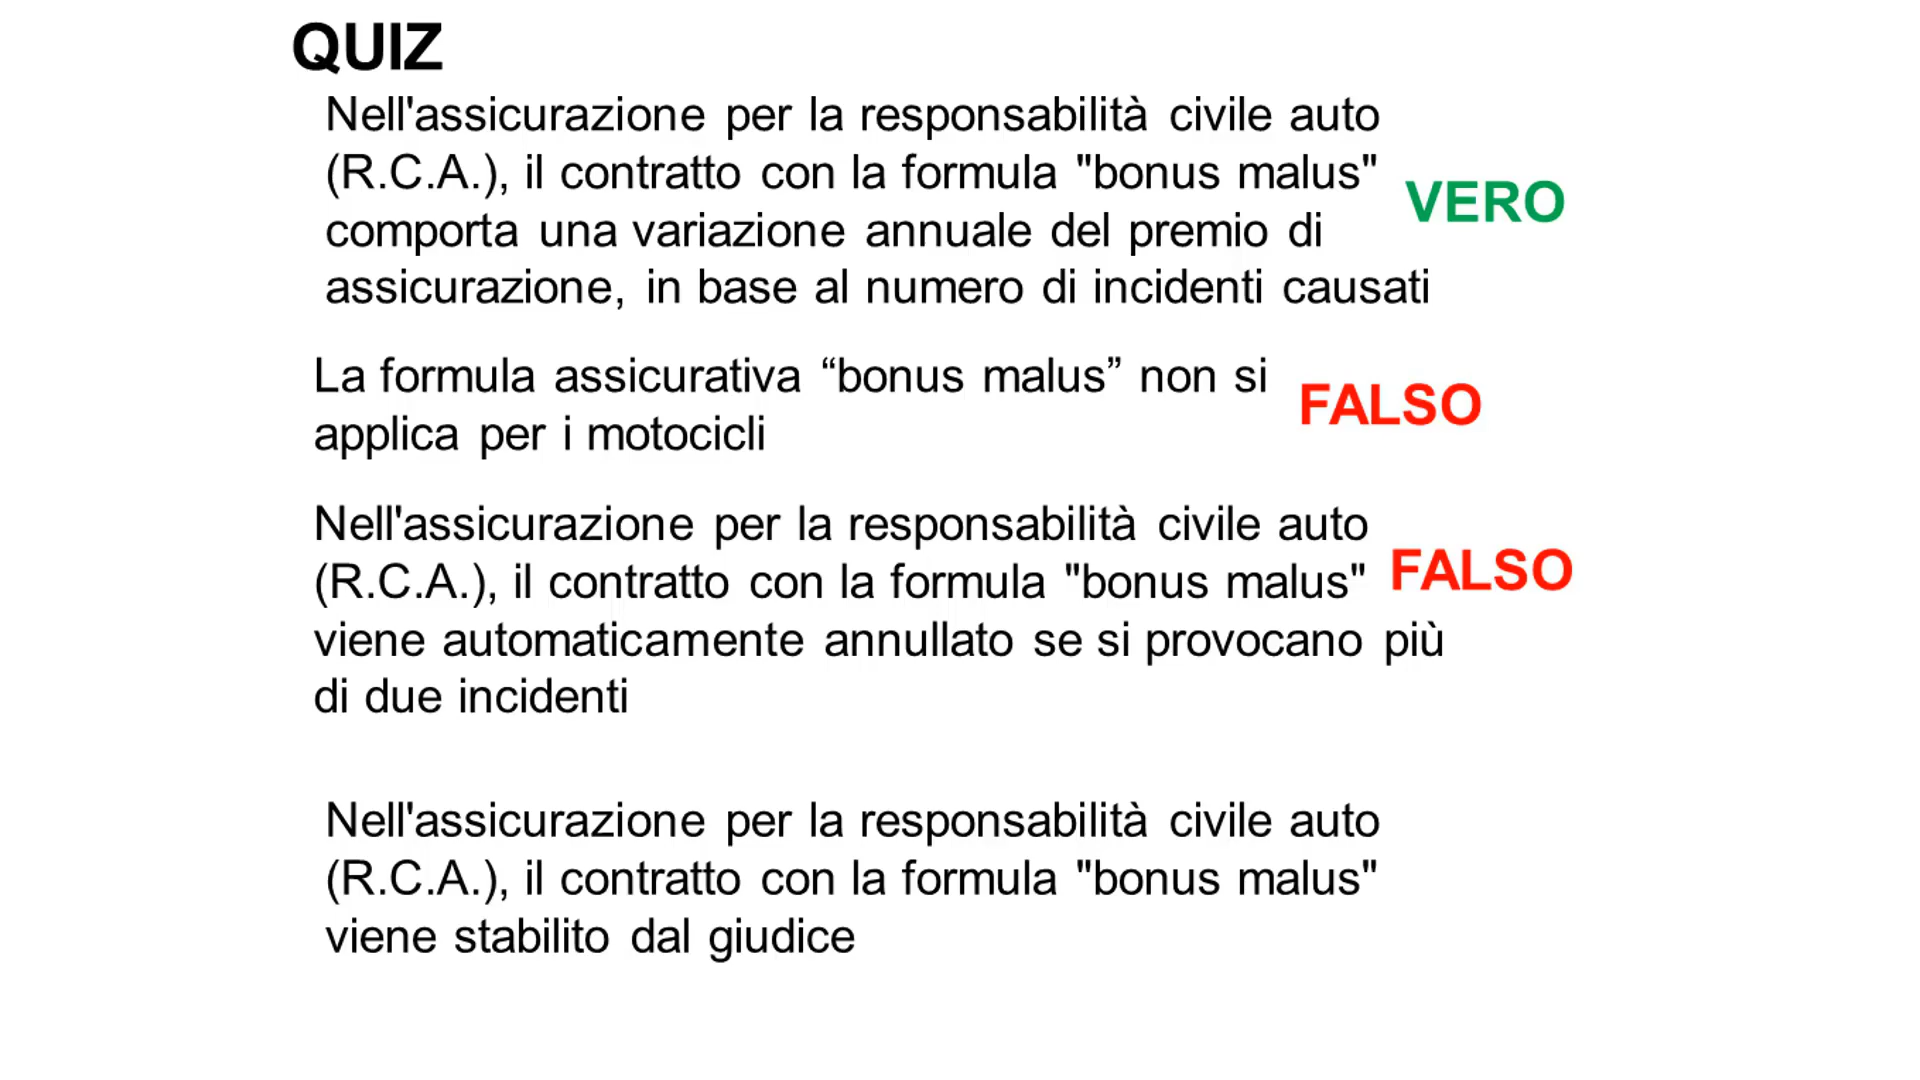 QUIZ
Nell'assicurazione per la responsabilità civile auto
(R.C.A.), il contratto con la formula "bonus malus"
comporta una variazione annuale del premio di
assicurazione, in base al numero di incidenti causati
VERO
La formula assicurativa “bonus malus” non si
applica per i motocicli
FALSO
Nell'assicurazione per la responsabilità civile auto
(R.C.A.), il contratto con la formula "bonus malus"
viene automaticamente annullato se si provocano più
di due incidenti
FALSO
Nell'assicurazione per la responsabilità civile auto
(R.C.A.), il contratto con la formula "bonus malus"
viene stabilito dal giudice